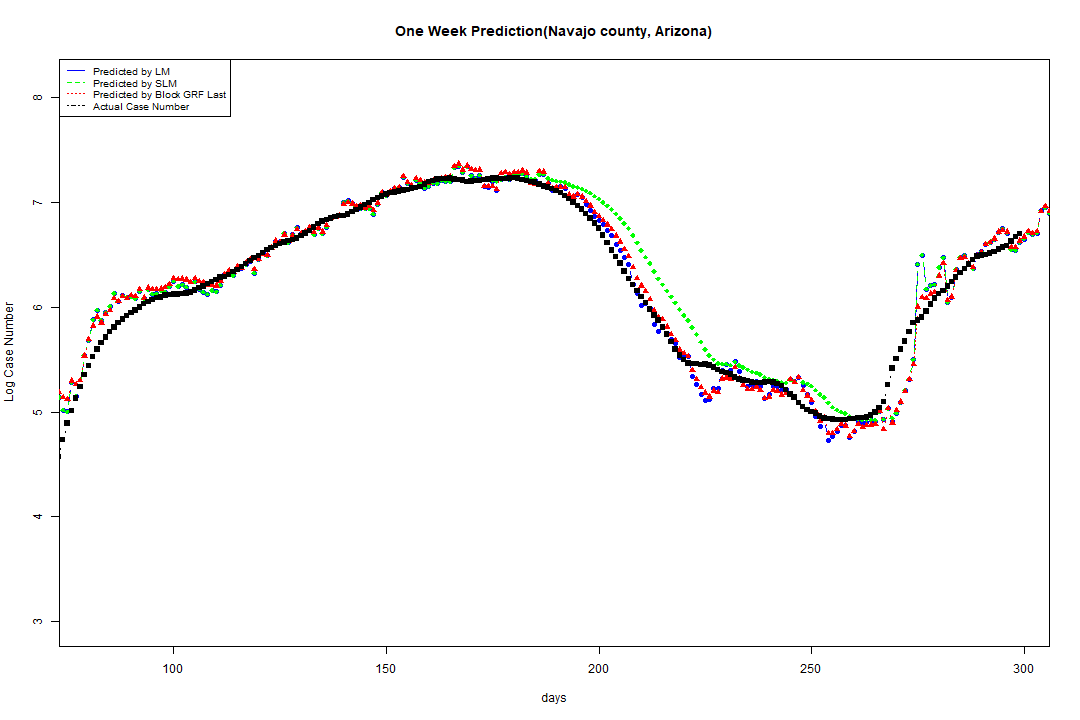 One Week Prediction(Navajo county, Arizona)
Predicted by LM
Predicted by SLM
Predicted by Block GRF Last
Actual Case Number
8
7
6
5
4
3
Log Case Number
100 150 200 250 300
days